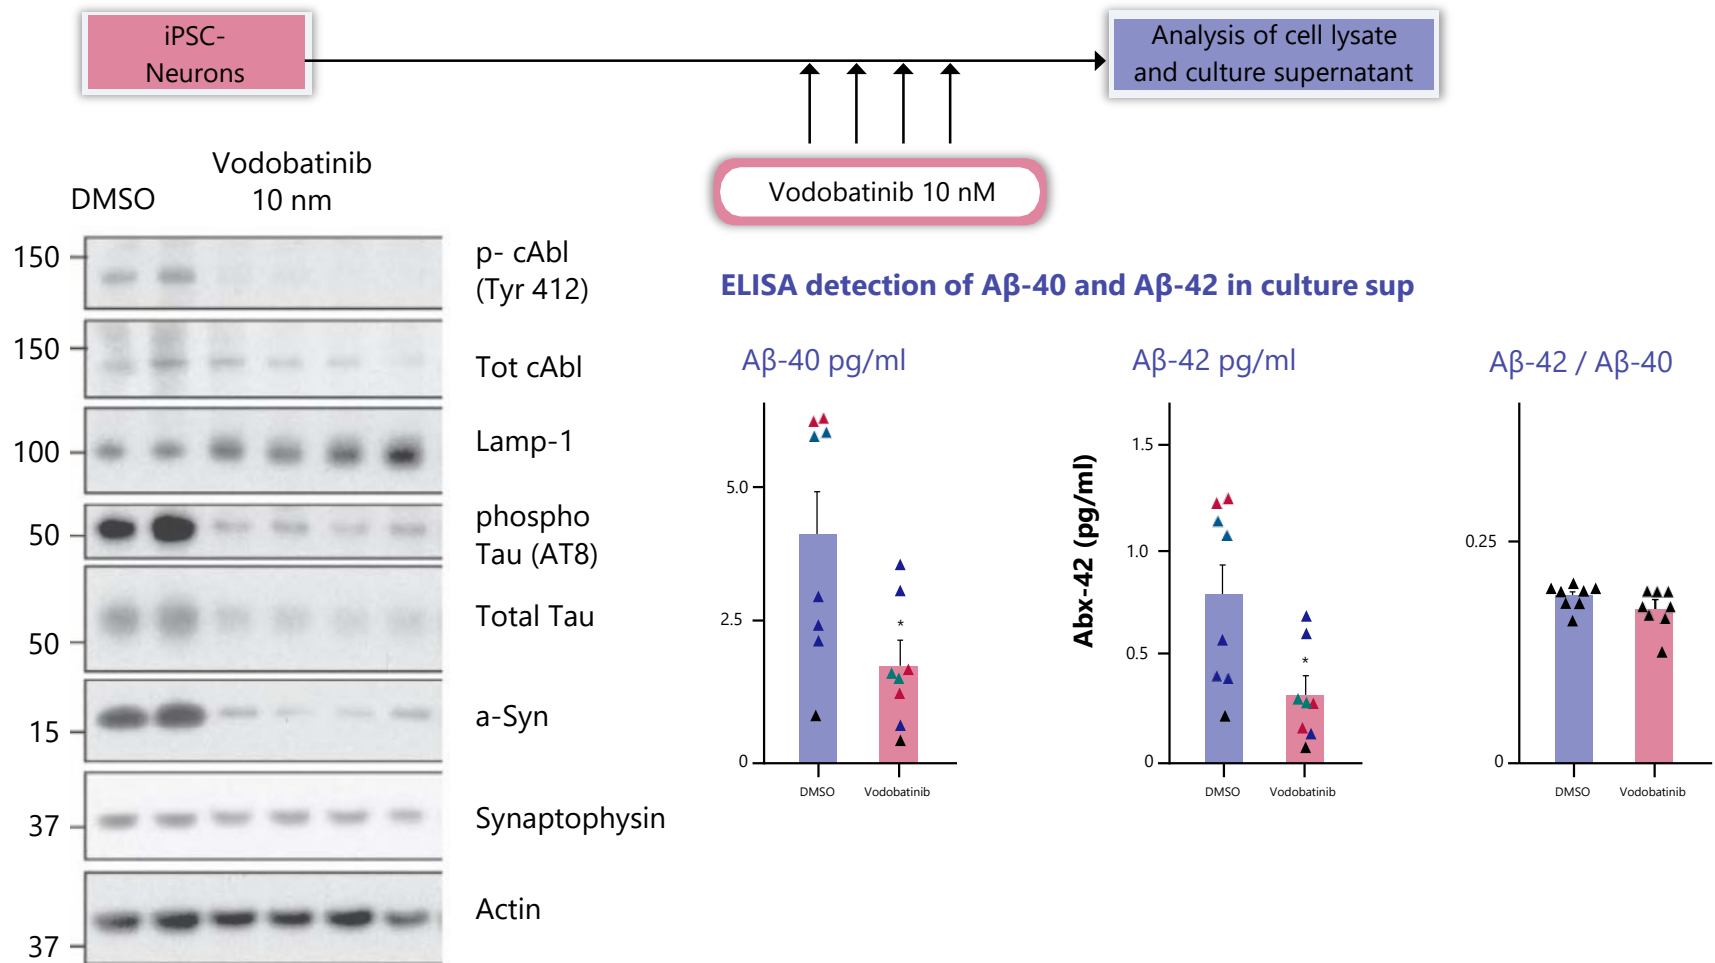 iPSC-
Neurons
Analysis of cell lysate
and culture supernatant
Vodobatinib 10 nM
DMSO
Vodobatinib
10 nm
150
p- cAbl
(Tyr 412)
150
Tot cAbl
100
Lamp-1
50
phospho
Tau (AT8)
50
Total Tau
15
a-Syn
37
Synaptophysin
37
Actin
ELISA detection of Aβ-40 and Aβ-42 in culture sup
Aβ-40 pg/ml
5.0
2.5
0
*
DMSO
Vodobatinib
Aβ-42 pg/ml
Abx-42 (pg/ml)
1.5
1.0
0.5
0
*
DMSO
Vodobatinib
Aβ-42 / Aβ-40
0.25
0
DMSO
Vodobatinib